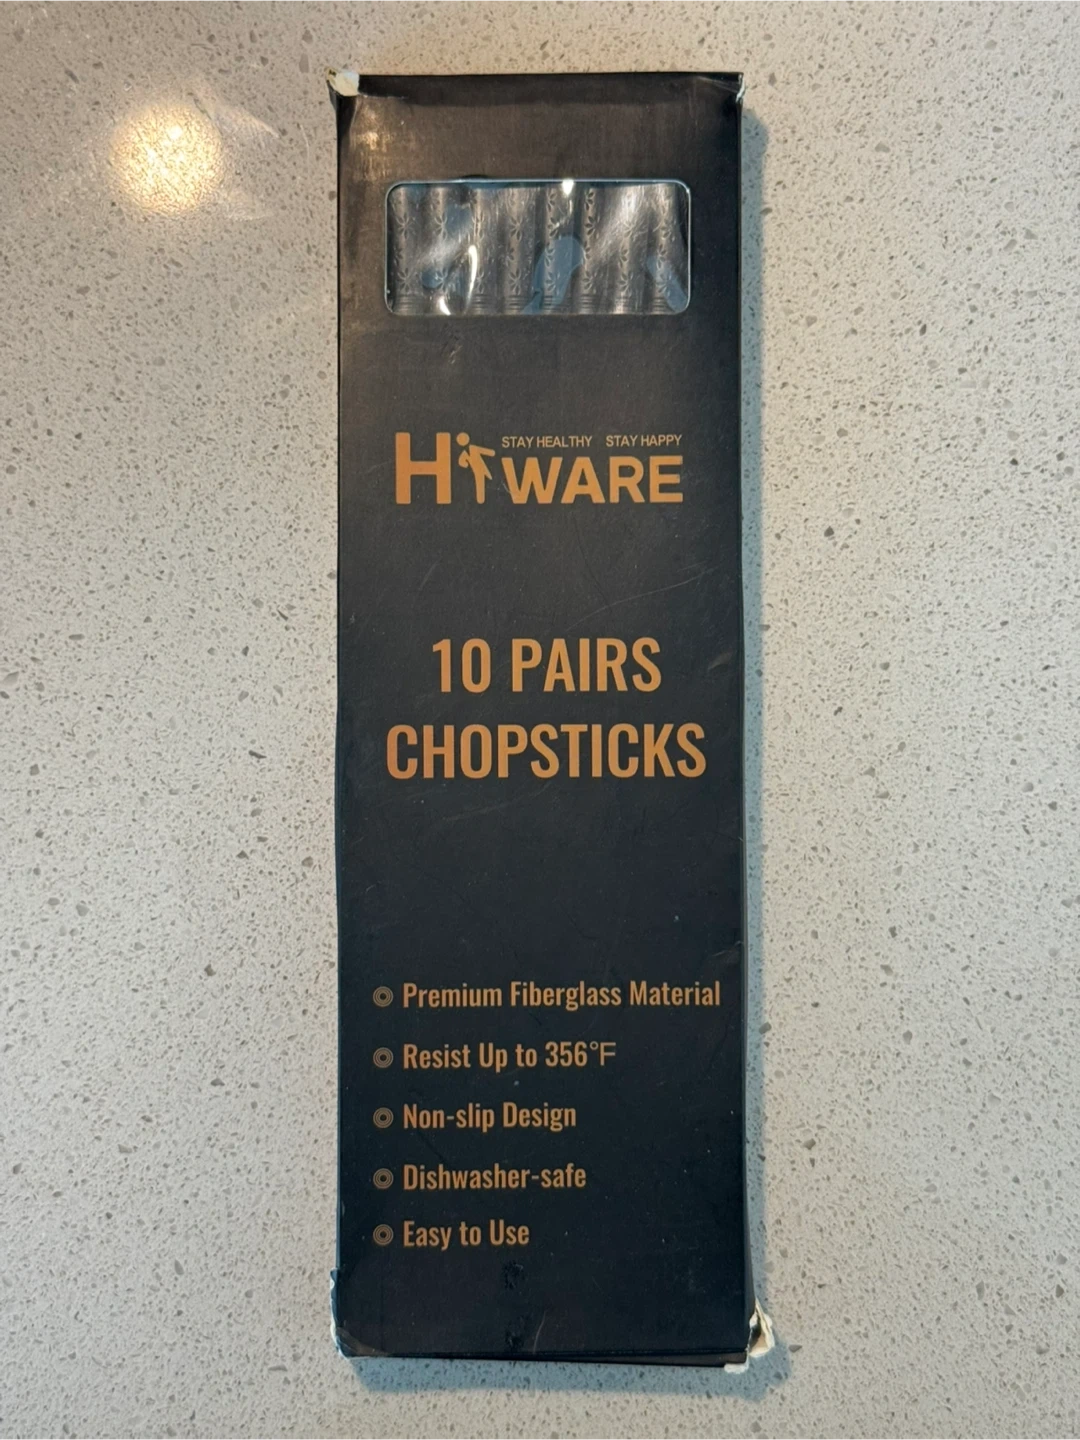 STAY HEALTHY STAY HAPPY
HiWARE
10 PAIRS
CHOPSTICKS
Premium Fiberglass Material
Resist Up to 356°F
Non-slip Design
Dishwasher-safe
Easy to Use